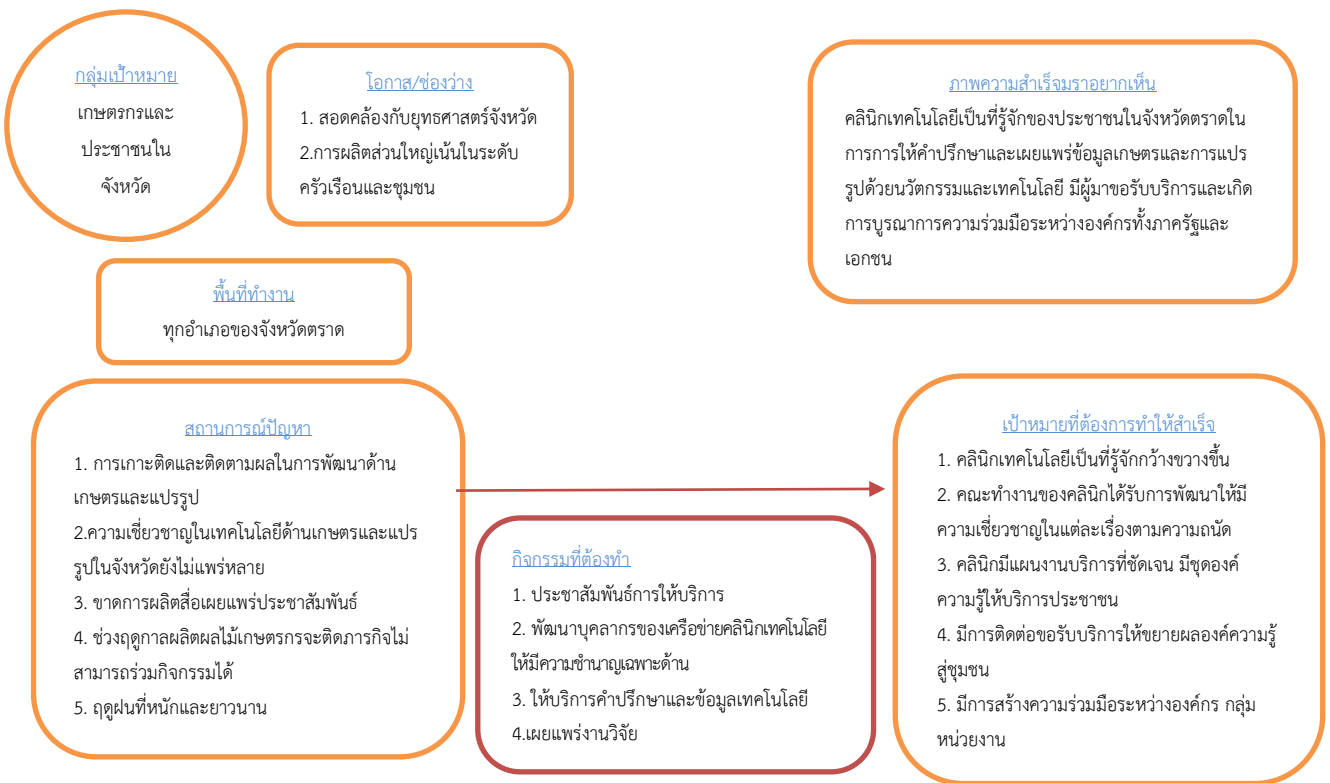 กลุ่มเป้าหมาย
เกษตรกรและ
ประชาชนใน
จังหวัด
โอกาส/ช่องว่าง
1. สอดคล้องกับยุทธศาสตร์จังหวัด
2.การผลิตส่วนใหญ่เน้นในระดับ
ครัวเรือนและชุมชน
ภาพความสำเร็จมราอยากเห็น
คลินิกเทคโนโลยีเป็นที่รู้จักของประชาชนในจังหวัดตราดใน
การการให้คำปรึกษาและเผยแพร่ข้อมูลเกษตรและการแปร
รูปด้วยนวัตกรรมและเทคโนโลยี มีผู้มาขอรับบริการและเกิด
การบูรณาการความร่วมมือระหว่างองค์กรทั้งภาครัฐและ
เอกชน
พื้นที่ทำงาน
ทุกอำเภอของจังหวัดตราด
สถานการณ์ปัญหา
1. การเกาะติดและติดตามผลในการพัฒนาด้าน
เกษตรและแปรรูป
2.ความเชี่ยวชาญในเทคโนโลยีด้านเกษตรและแปร
รูปในจังหวัดยังไม่แพร่หลาย
3. ขาดการผลิตสื่อเผยแพร่ประชาสัมพันธ์
4. ช่วงฤดูกาลผลิตผลไม้เกษตรกรจะติดภารกิจไม่
สามารถร่วมกิจกรรมได้
5. ฤดูฝนที่หนักและยาวนาน
กิจกรรมที่ต้องทำ
1. ประชาสัมพันธ์การให้บริการ
2. พัฒนาบุคลากรของเครือข่ายคลินิกเทคโนโลยี
ให้มีความชำนาญเฉพาะด้าน
3. ให้บริการคำปรึกษาและข้อมูลเทคโนโลยี
4.เผยแพร่งานวิจัย
เป้าหมายที่ต้องการทำให้สำเร็จ
1. คลินิกเทคโนโลยีเป็นที่รู้จักกว้างขวางขึ้น
2. คณะทำงานของคลินิกได้รับการพัฒนาให้มี
ความเชี่ยวชาญในแต่ละเรื่องตามความถนัด
3. คลินิกมีแผนงานบริการที่ชัดเจน มีชุดองค์
ความรู้ให้บริการประชาชน
4. มีการติดต่อขอรับบริการให้ขยายผลองค์ความรู้
สู่ชุมชน
5. มีการสร้างความร่วมมือระหว่างองค์กร กลุ่ม
หน่วยงาน